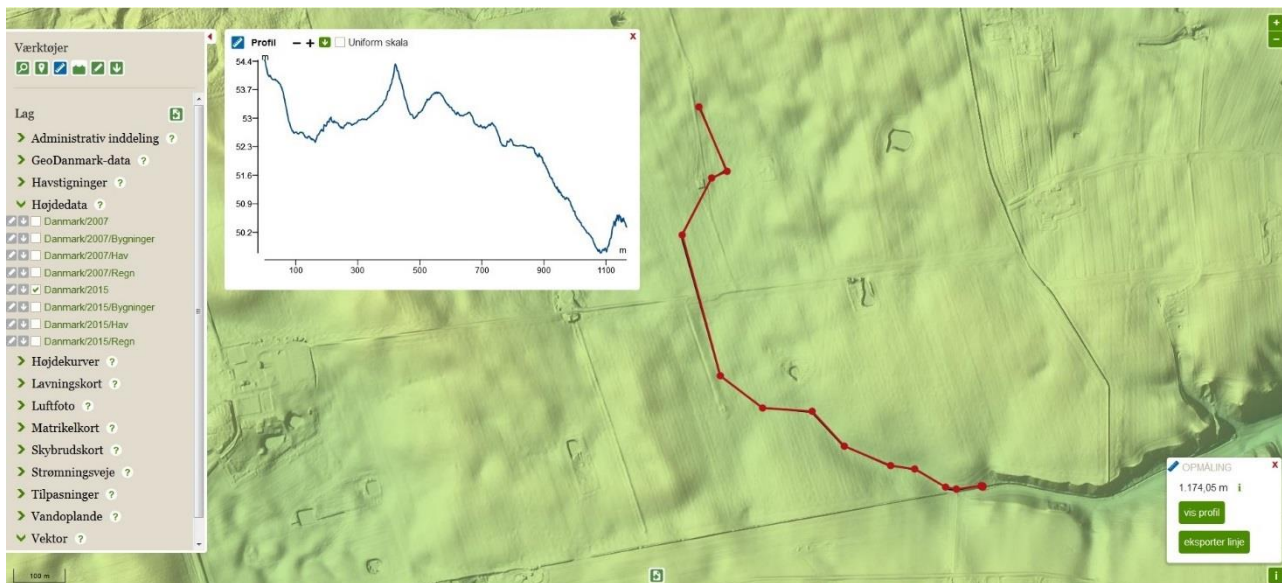 Værktøjer
Lag
Administrativ inddeling ?
GeoDanmark-data ?
Havstigninger ?
Højdedata ?
Danmark/2007
Danmark/2007/Bygninger
Danmark/2007/Hav
Danmark/2007/Regn
Danmark/2015
Danmark/2015/Bygninger
Danmark/2015/Hav
Danmark/2015/Regn
Højdekurver ?
Lavningskort ?
Luftfoto ?
Matrikelkort ?
Skybrudskort ?
Strømningsveje ?
Tilpasninger ?
Vandoplande ?
Vektor ?
100 m
Profil − + Uniform skala x
m
54.4
53.7
53
52.3
51.6
50.9
50.2
m
100 300 500 700 900 1100
+
−
OPMÅLING x
1.174,05 m i
vis profil
eksporter linje
i